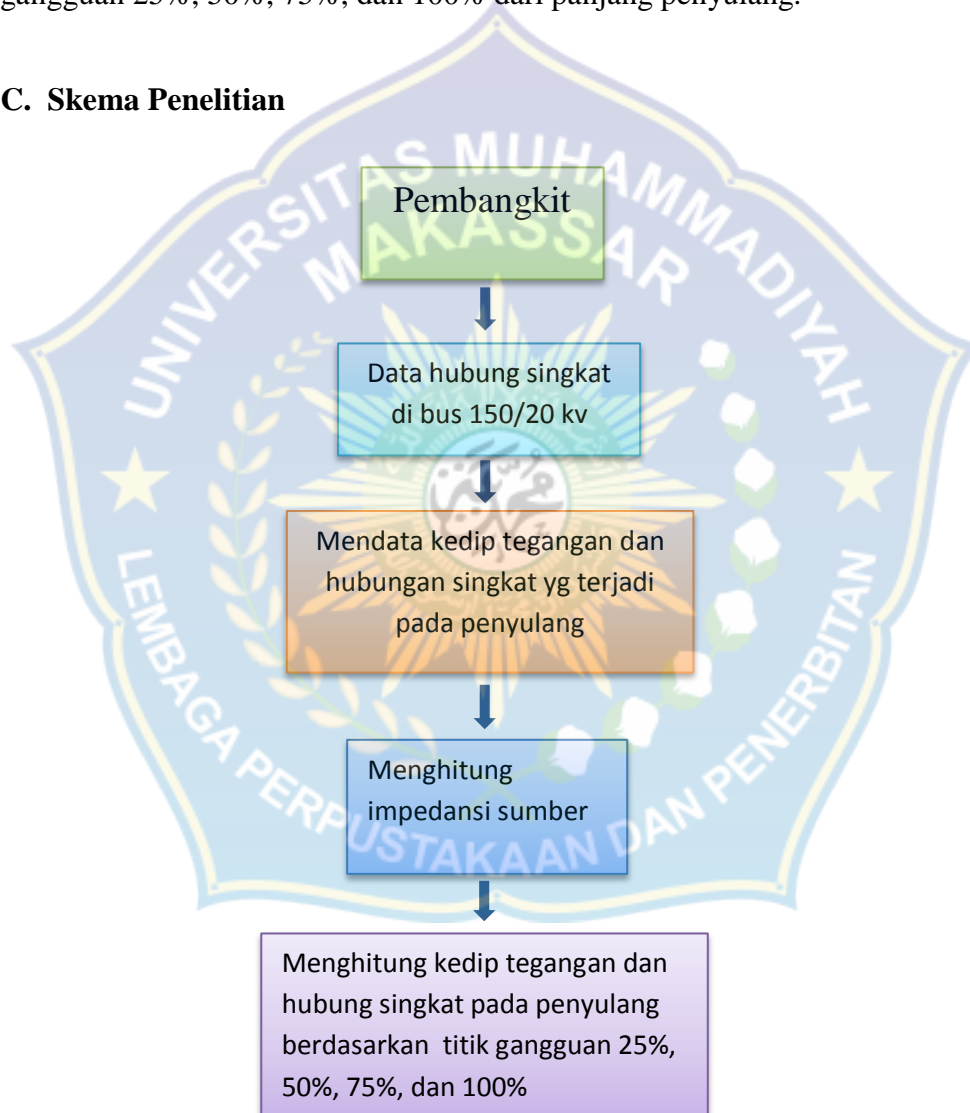 gangguan 25%, 50%, 75%, dan 100% dari panjang penyulang.
C. Skema Penelitian
UNIVERSITAS MUHAMMADIYAH
MAKASSAR
Pembangkit
Data hubung singkat
di bus 150/20 kv
Mendata kedip tegangan dan
hubungan singkat yg terjadi
pada penyulang
Menghitung
impedansi sumber
LEMBAGA PERPUSTAKAAN DAN PENERBITAN
Menghitung kedip tegangan dan
hubung singkat pada penyulang
berdasarkan  titik gangguan 25%,
50%, 75%, dan 100%